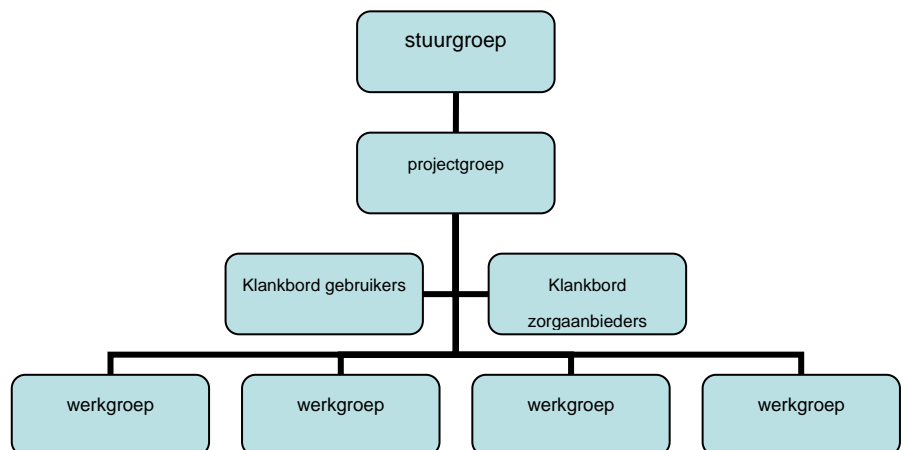 stuurgroep
projectgroep
Klankbord gebruikers
Klankbord
zorgaanbieders
werkgroep
werkgroep
werkgroep
werkgroep